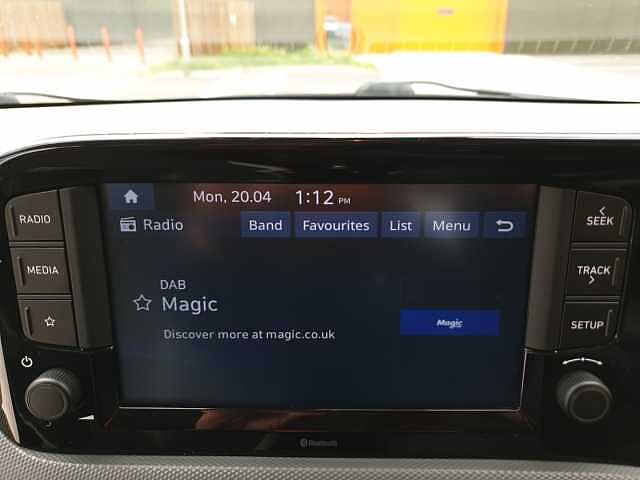 Mon, 20.04 1:12 PM
RADIO
Radio Band Favourites List Menu
SEEK
MEDIA
TRACK
DAB
Magic
Magic
SETUP
Discover more at magic.co.uk
Bluetooth